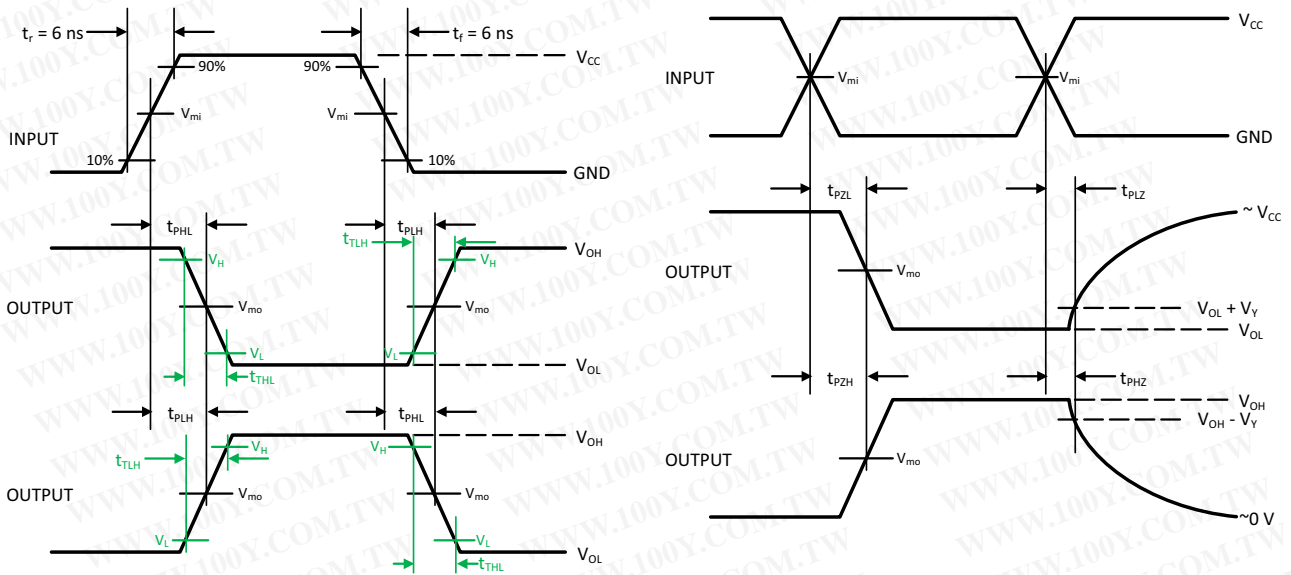 t_r = 6 ns
t_f = 6 ns
V_CC
90%
90%
V_mi
V_mi
INPUT
10%
10%
GND
t_PHL
t_PLH
t_TLH
V_OH
V_H
V_H
OUTPUT
V_mo
V_mo
V_L
V_L
V_OL
t_THL
t_PLH
t_PHL
V_OH
V_H
V_H
t_TLH
OUTPUT
V_mo
V_mo
V_L
V_L
V_OL
t_THL
V_CC
INPUT
V_mi
V_mi
GND
t_PZL
t_PLZ
~ V_CC
OUTPUT
V_mo
V_OL + V_Y
V_OL
t_PZH
t_PHZ
V_OH
V_OH - V_Y
OUTPUT
V_mo
~0 V
WWW.100Y.COM.TW